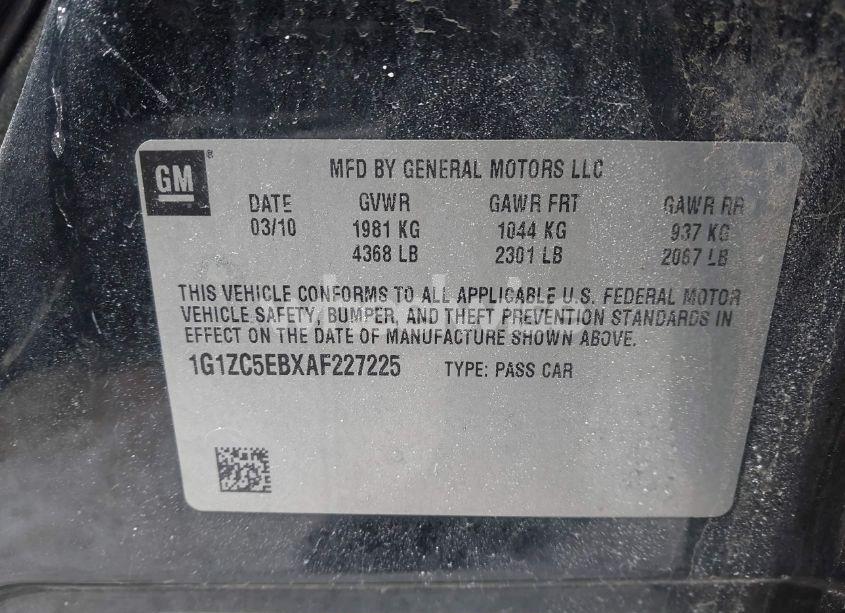 GM®
MFD BY GENERAL MOTORS LLC
DATE GVWR GAWR FRT GAWR RR
03/10 1981 KG 1044 KG 937 KG
4368 LB 2301 LB 2067 LB
THIS VEHICLE CONFORMS TO ALL APPLICABLE U.S. FEDERAL MOTOR
VEHICLE SAFETY, BUMPER, AND THEFT PREVENTION STANDARDS IN
EFFECT ON THE DATE OF MANUFACTURE SHOWN ABOVE.
1G1ZC5EBXAF227225 TYPE: PASS CAR